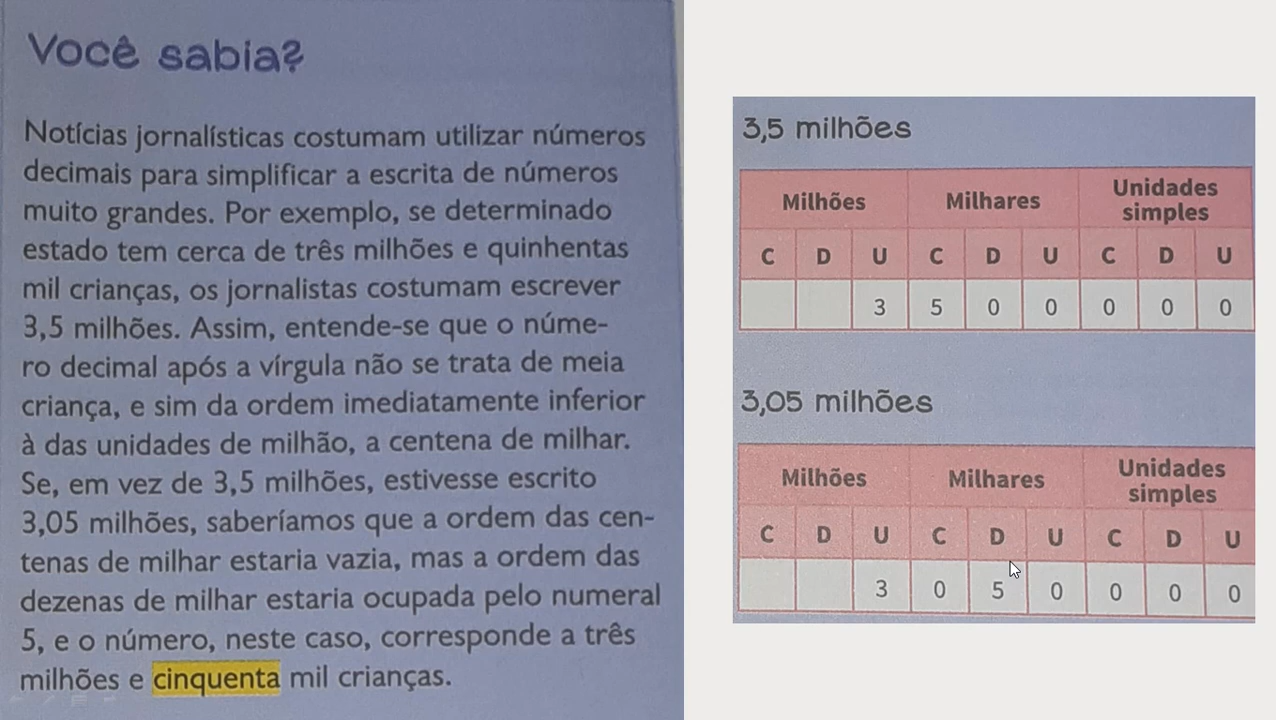 Você sabia?
Notícias jornalísticas costumam utilizar números
decimais para simplificar a escrita de números
muito grandes. Por exemplo, se determinado
estado tem cerca de três milhões e quinhentas
mil crianças, os jornalistas costumam escrever
3,5 milhões. Assim, entende-se que o núme-
ro decimal após a vírgula não se trata de meia
criança, e sim da ordem imediatamente inferior
à das unidades de milhão, a centena de milhar.
Se, em vez de 3,5 milhões, estivesse escrito
3,05 milhões, saberíamos que a ordem das cen-
tenas de milhar estaria vazia, mas a ordem das
dezenas de milhar estaria ocupada pelo numeral
5, e o número, neste caso, corresponde a três
milhões e cinquenta mil crianças.
3,5 milhões
Milhões Milhares Unidades simples
C D U C D U C D U
3 5 0 0 0 0 0
3,05 milhões
Milhões Milhares Unidades simples
C D U C D U C D U
3 0 5 0 0 0 0